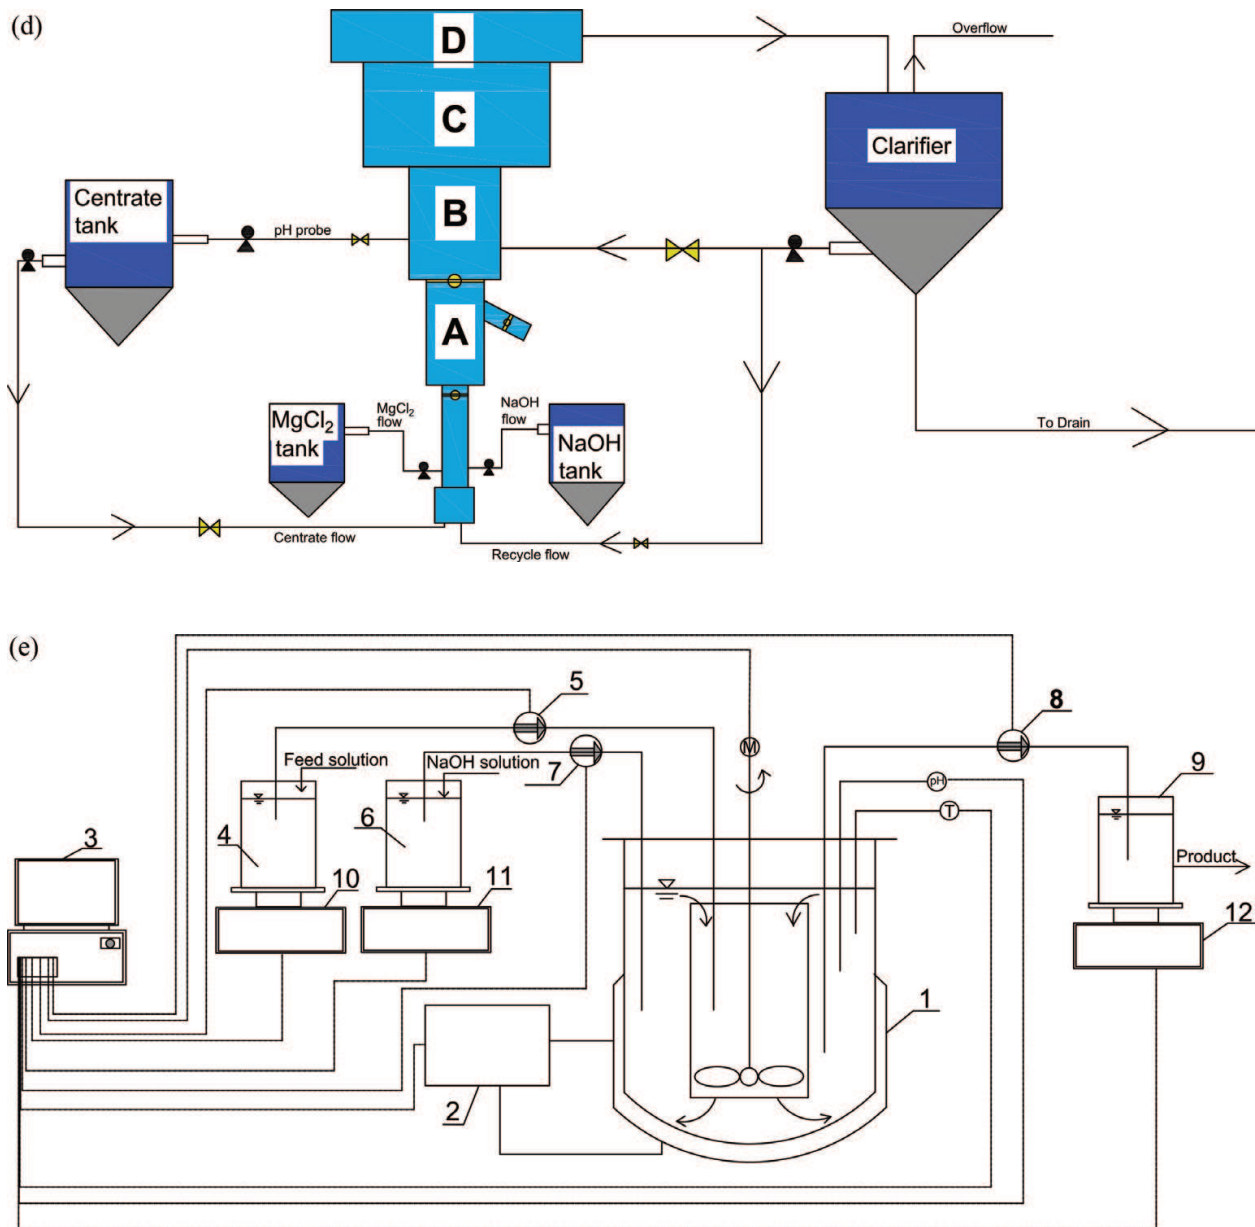 (d)
D
Overflow
C
Clarifier
Centrate
tank
B
pH probe
A
MgCl2
flow
NaOH
flow
MgCl2
tank
NaOH
tank
To Drain
Centrate flow
Recycle flow
(e)
5
8
M
7
Feed solution
NaOH solution
pH
9
T
6
4
3
Product
10
11
12
1
2